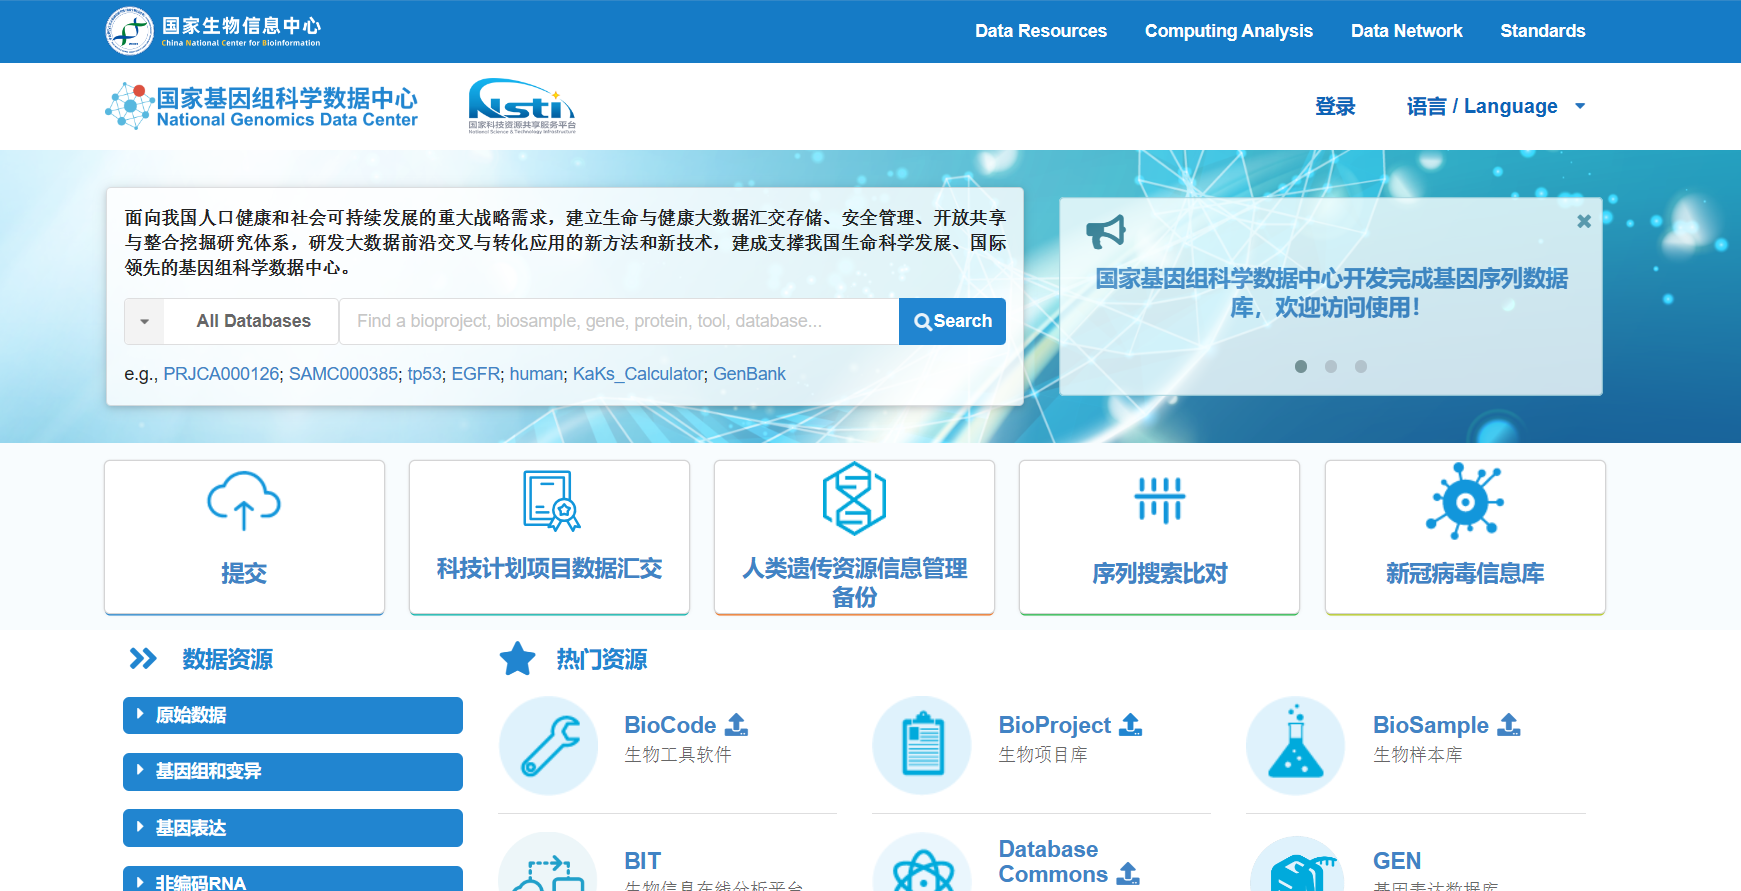 国家生物信息中心
China National Center for Bioinformation
Data Resources
Computing Analysis
Data Network
Standards
国家基因组科学数据中心
National Genomics Data Center
Nsti
国家科技资源共享服务平台
National Science & Technology Infrastructure
登录
语言 / Language
面向我国人口健康和社会可持续发展的重大战略需求，建立生命与健康大数据汇交存储、安全管理、开放共享
与整合挖掘研究体系，研发大数据前沿交叉与转化应用的新方法和新技术，建成支撑我国生命科学发展、国际
领先的基因组科学数据中心。
All Databases
Find a bioproject, biosample, gene, protein, tool, database...
Search
e.g., PRJCA000126; SAMC000385; tp53; EGFR; human; KaKs_Calculator; GenBank
国家基因组科学数据中心开发完成基因序列数据
库，欢迎访问使用！
提交
科技计划项目数据汇交
人类遗传资源信息管理
备份
序列搜索比对
新冠病毒信息库
数据资源
原始数据
基因组和变异
基因表达
非编码RNA
热门资源
BioCode
生物工具软件
BioProject
生物项目库
BioSample
生物样本库
BIT
生物信息在线分析平台
Database
Commons
GEN
基因表达数据库